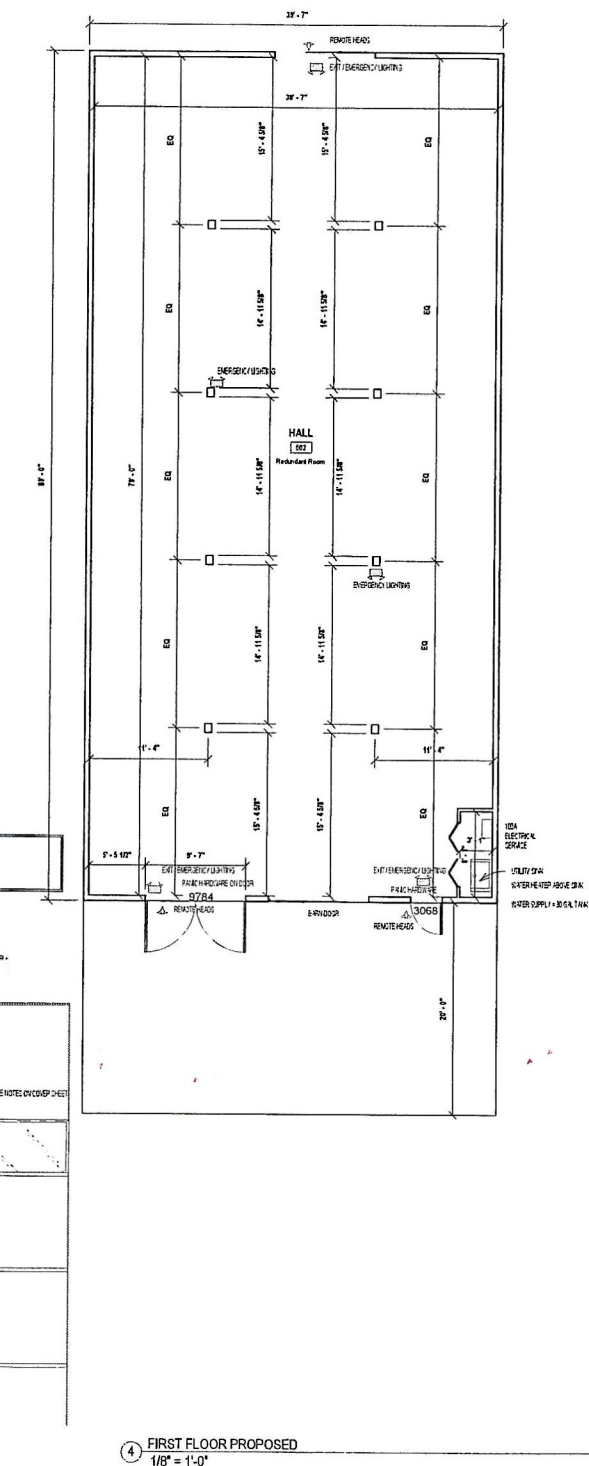 39' - 7"
REMOTE HEADS
EXIT / EMERGENCY LIGHTING
38' - 7"
EQ
15' - 4 5/8"
15' - 4 5/8"
EQ
EQ
14' - 11 5/8"
14' - 11 5/8"
EQ
EMERGENCY LIGHTING
HALL
002
Redundant Room
79' - 0"
EQ
14' - 11 5/8"
14' - 11 5/8"
EQ
EMERGENCY LIGHTING
EQ
14' - 11 5/8"
14' - 11 5/8"
EQ
11' - 4"
11' - 4"
EQ
15' - 4 5/8"
15' - 4 5/8"
EQ
5' - 5 1/2"
9' - 7"
3'
100A
ELECTRICAL
SERVICE
EXIT / EMERGENCY LIGHTING
PANIC HARDWARE ON DOOR
9784
REMOTE HEADS
BARN DOOR
EXIT / EMERGENCY LIGHTING
PANIC HARDWARE
3068
REMOTE HEADS
UTILITY SINK
WATER HEATER ABOVE SINK
WATER SUPPLY = 30 GAL TANK
20' - 0"
E NOTES ON COVER SHEET
4
FIRST FLOOR PROPOSED
1/8" = 1'-0"